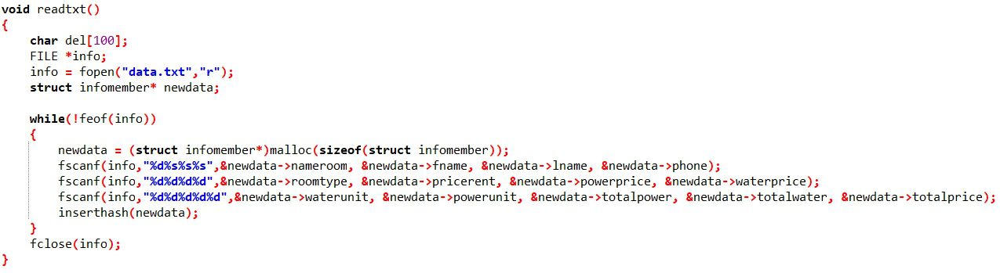 void readtxt()
{
    char del[100];
    FILE *info;
    info = fopen("data.txt","r");
    struct infomember* newdata;

    while(!feof(info))
    {
        newdata = (struct infomember*)malloc(sizeof(struct infomember));
        fscanf(info,"%d%s%s%s",&newdata->nameroom, &newdata->fname, &newdata->lname, &newdata->phone);
        fscanf(info,"%d%d%d%d",&newdata->roomtype, &newdata->pricerent, &newdata->powerprice, &newdata->waterprice);
        fscanf(info,"%d%d%d%d%d",&newdata->waterunit, &newdata->powerunit, &newdata->totalpower, &newdata->totalwater, &newdata->totalprice);
        inserthash(newdata);
    }
    fclose(info);
}